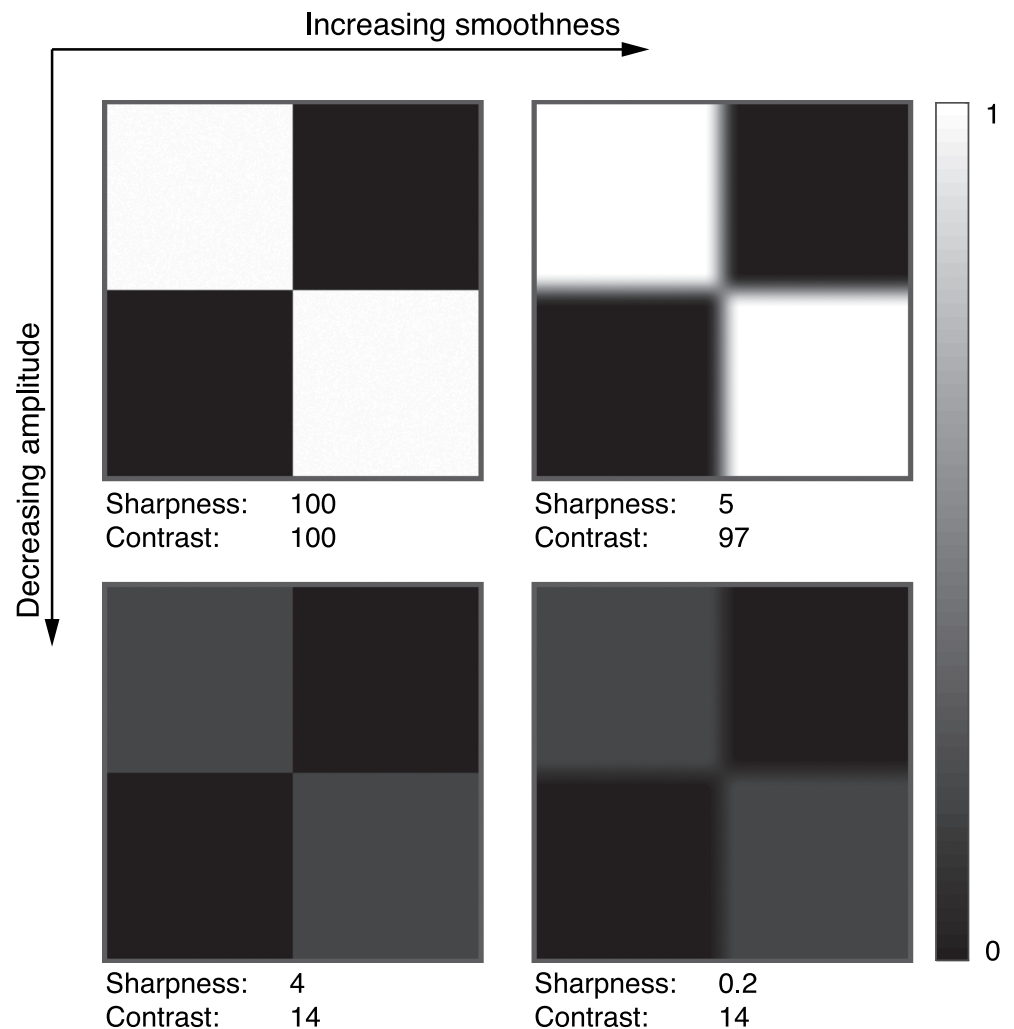 Increasing smoothness
Decreasing amplitude
1
Sharpness: 100
Contrast: 100
Sharpness: 5
Contrast: 97
Sharpness: 4
Contrast: 14
Sharpness: 0.2
Contrast: 14
0